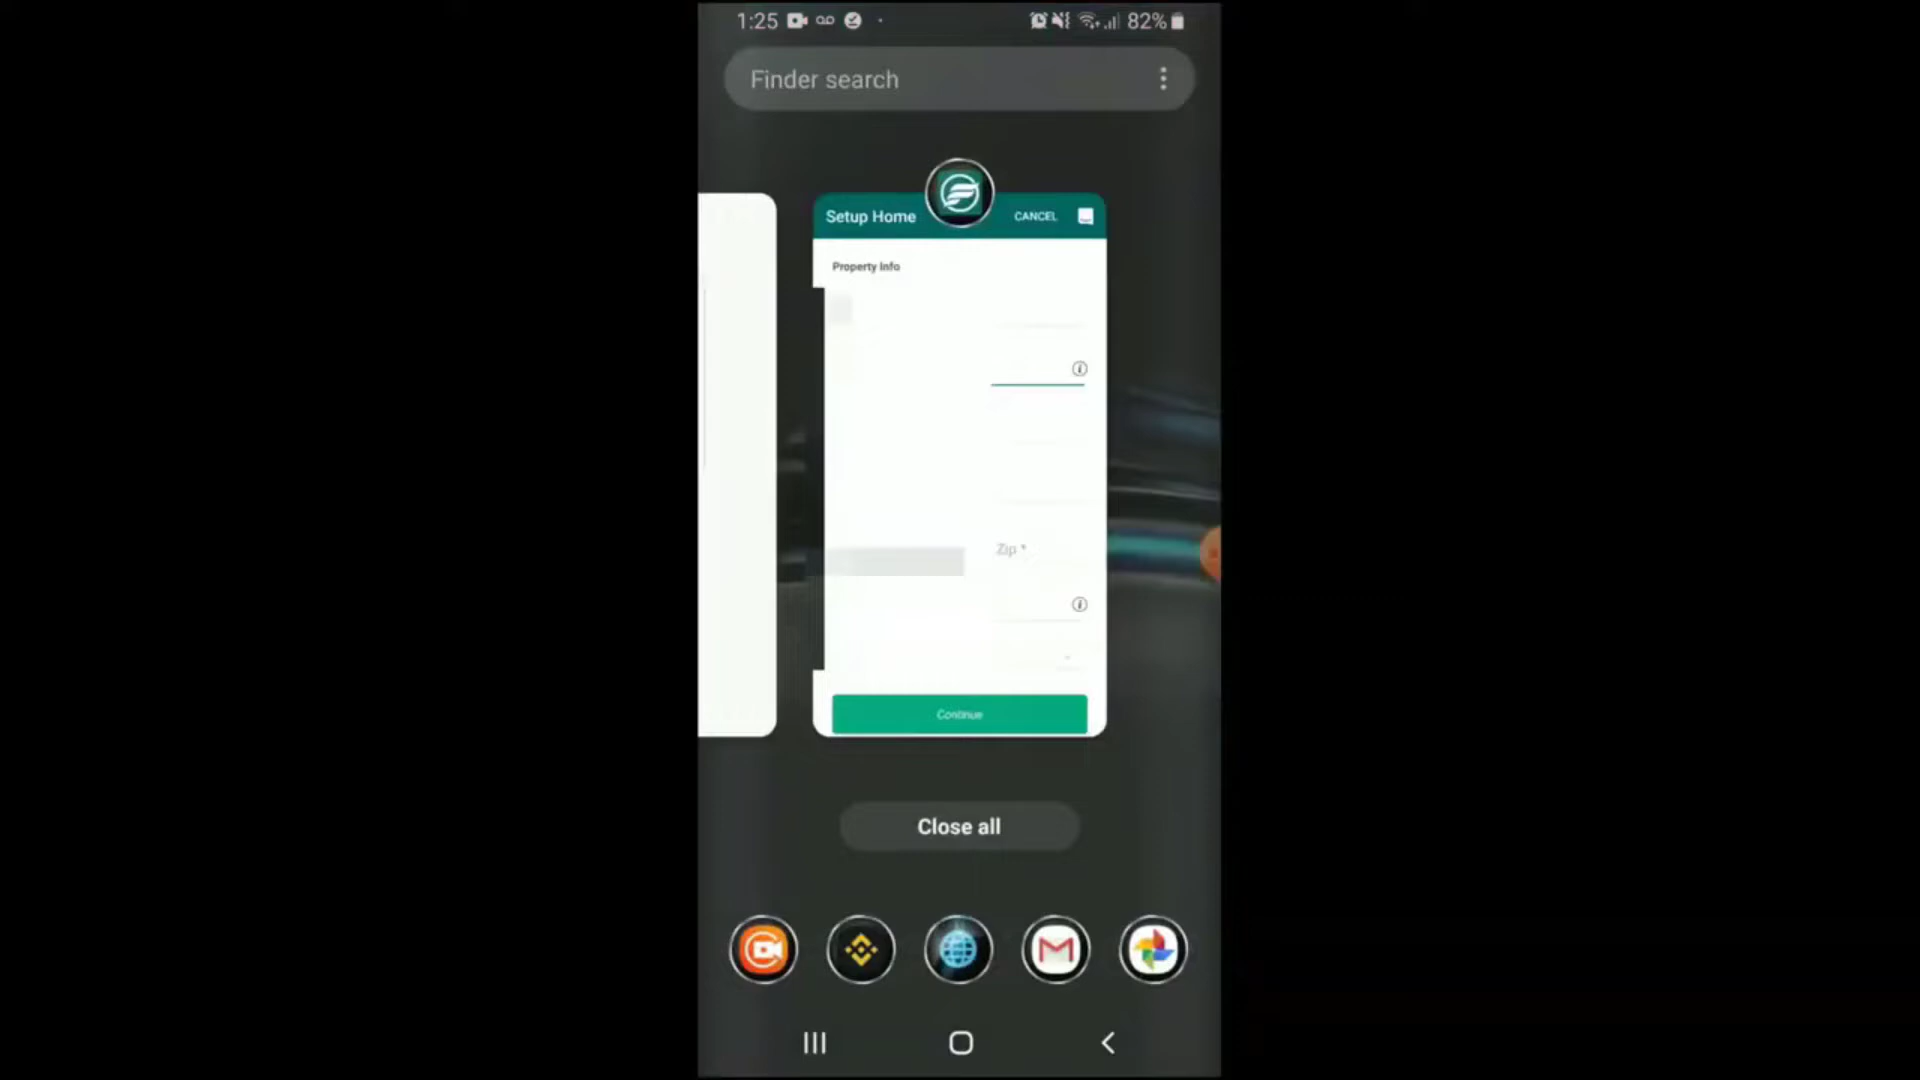 1:25
82%
Finder search
Setup Home
CANCEL
Property Info
Zip *
Continue
Close all